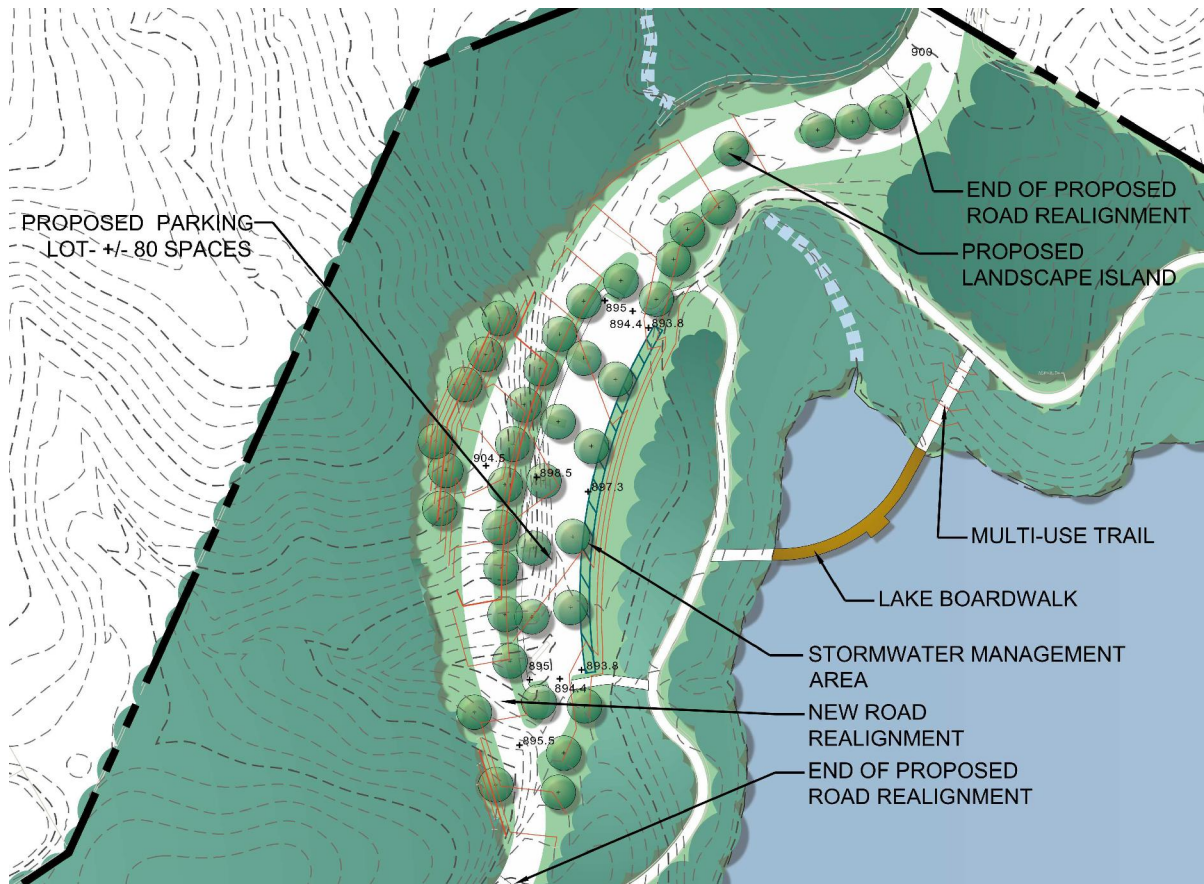 900
END OF PROPOSED
ROAD REALIGNMENT
PROPOSED PARKING
LOT- +/- 80 SPACES
PROPOSED
LANDSCAPE ISLAND
895
894.4
893.8
904.5
898.5
897.3
MULTI-USE TRAIL
LAKE BOARDWALK
STORMWATER MANAGEMENT
AREA
895
894.4
893.8
NEW ROAD
REALIGNMENT
895.5
END OF PROPOSED
ROAD REALIGNMENT